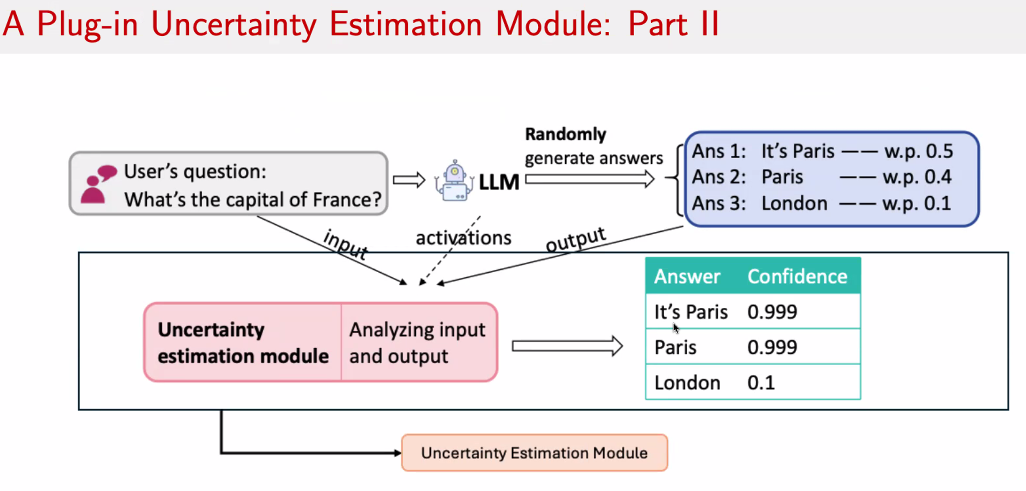 A Plug-in Uncertainty Estimation Module: Part II
User's question:
What's the capital of France?
LLM
Randomly
generate answers
Ans 1: It's Paris —— w.p. 0.5
Ans 2: Paris —— w.p. 0.4
Ans 3: London —— w.p. 0.1
input
activations
output
Uncertainty
estimation module
Analyzing input
and output
Answer Confidence
It's Paris 0.999
Paris 0.999
London 0.1
Uncertainty Estimation Module